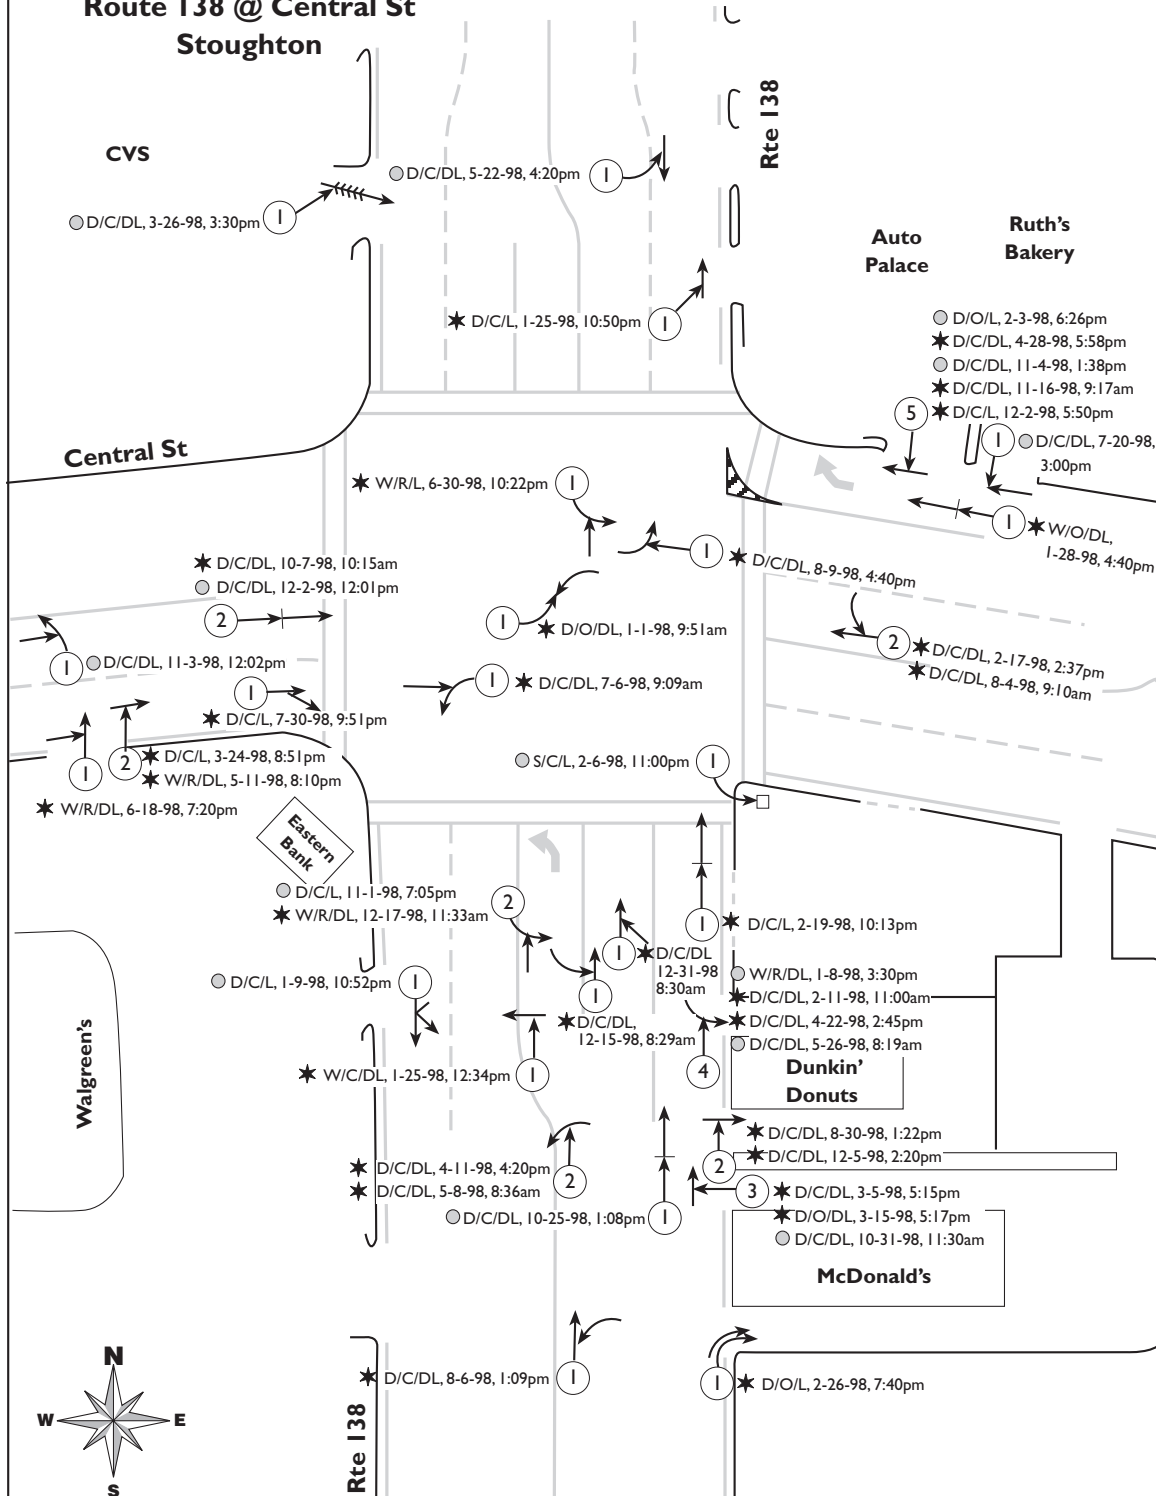 Route 138 @ Central St
Stoughton
Rte 138
CVS
D/C/DL, 5-22-98, 4:20pm
1
D/C/DL, 3-26-98, 3:30pm
1
Auto
Palace
Ruth's
Bakery
D/C/L, 1-25-98, 10:50pm
1
D/O/L, 2-3-98, 6:26pm
D/C/DL, 4-28-98, 5:58pm
D/C/DL, 11-4-98, 1:38pm
D/C/DL, 11-16-98, 9:17am
5
D/C/L, 12-2-98, 5:50pm
1
D/C/DL, 7-20-98,
3:00pm
Central St
W/R/L, 6-30-98, 10:22pm
1
1
W/O/DL,
1-28-98, 4:40pm
1
D/C/DL, 8-9-98, 4:40pm
D/C/DL, 10-7-98, 10:15am
D/C/DL, 12-2-98, 12:01pm
2
1
D/O/DL, 1-1-98, 9:51am
2
D/C/DL, 2-17-98, 2:37pm
D/C/DL, 8-4-98, 9:10am
1
D/C/DL, 11-3-98, 12:02pm
1
D/C/DL, 7-6-98, 9:09am
1
D/C/L, 7-30-98, 9:51pm
1
2
D/C/L, 3-24-98, 8:51pm
W/R/DL, 5-11-98, 8:10pm
W/R/DL, 6-18-98, 7:20pm
S/C/L, 2-6-98, 11:00pm
1
Eastern
Bank
D/C/L, 11-1-98, 7:05pm
W/R/DL, 12-17-98, 11:33am
2
1
D/C/L, 2-19-98, 10:13pm
1
D/C/DL
12-31-98
8:30am
D/C/L, 1-9-98, 10:52pm
1
1
D/C/DL,
12-15-98, 8:29am
W/R/DL, 1-8-98, 3:30pm
D/C/DL, 2-11-98, 11:00am
D/C/DL, 4-22-98, 2:45pm
D/C/DL, 5-26-98, 8:19am
4
Walgreen's
W/C/DL, 1-25-98, 12:34pm
1
Dunkin'
Donuts
D/C/DL, 8-30-98, 1:22pm
D/C/DL, 12-5-98, 2:20pm
2
D/C/DL, 4-11-98, 4:20pm
D/C/DL, 5-8-98, 8:36am
2
3
D/C/DL, 3-5-98, 5:15pm
D/O/DL, 3-15-98, 5:17pm
D/C/DL, 10-31-98, 11:30am
D/C/DL, 10-25-98, 1:08pm
1
McDonald's
D/C/DL, 8-6-98, 1:09pm
1
1
D/O/L, 2-26-98, 7:40pm
N
W
E
S
Rte 138